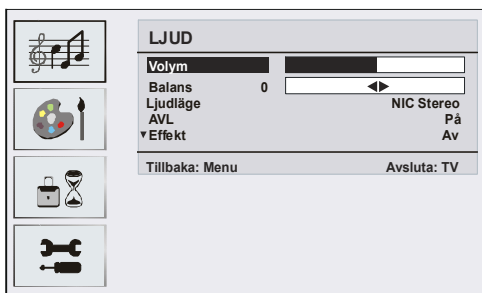 LJUD
Volym
Balans 0
Ljudläge NIC Stereo
AVL På
Effekt Av
Tillbaka: Menu Avsluta: TV